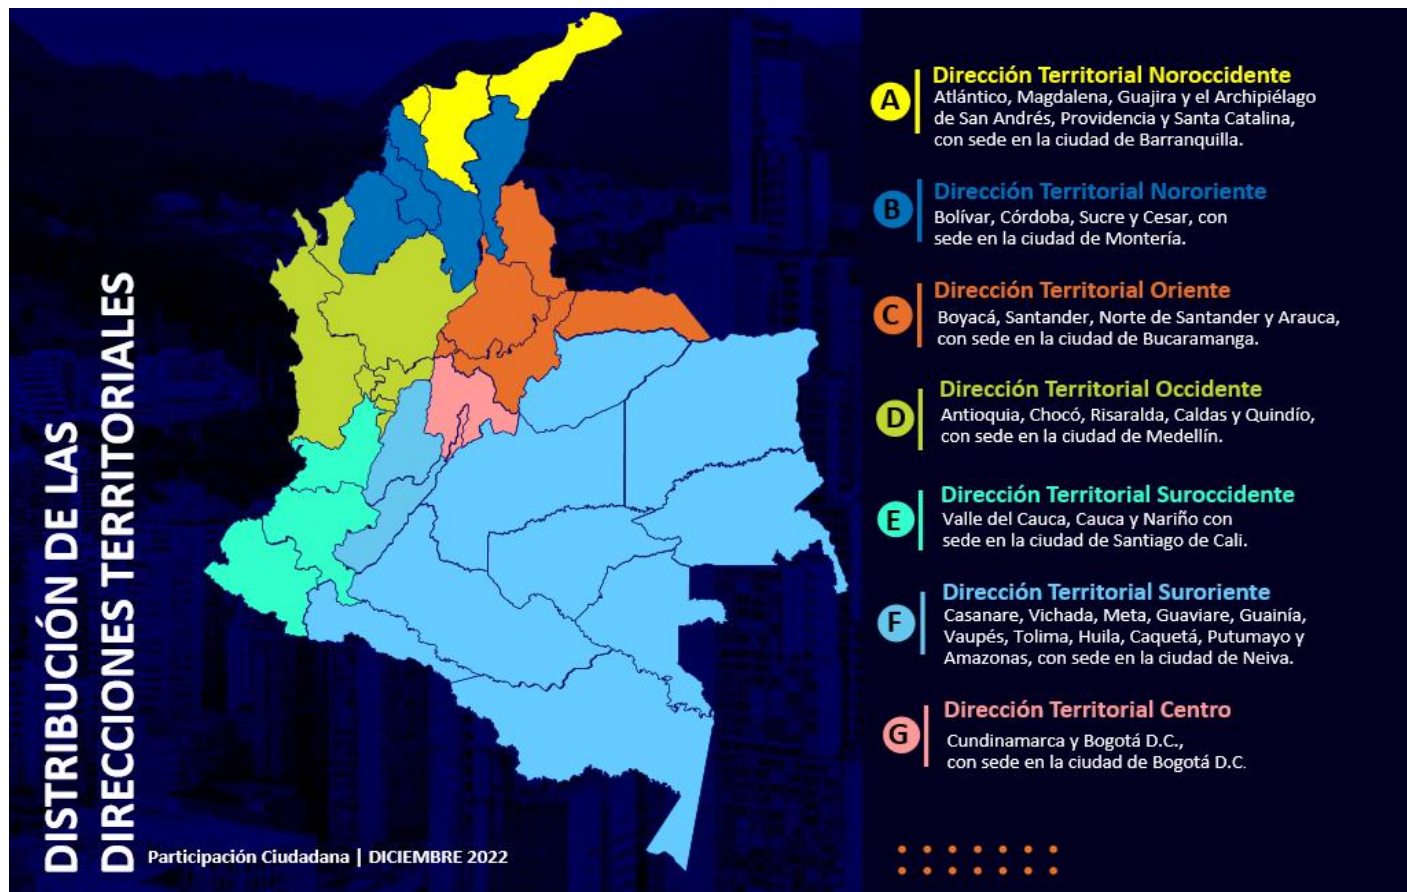 DISTRIBUCIÓN DE LAS
DIRECCIONES TERRITORIALES
A
Dirección Territorial Noroccidente
Atlántico, Magdalena, Guajira y el Archipiélago
de San Andrés, Providencia y Santa Catalina,
con sede en la ciudad de Barranquilla.
B
Dirección Territorial Nororiente
Bolívar, Córdoba, Sucre y Cesar, con
sede en la ciudad de Montería.
C
Dirección Territorial Oriente
Boyacá, Santander, Norte de Santander y Arauca,
con sede en la ciudad de Bucaramanga.
D
Dirección Territorial Occidente
Antioquia, Chocó, Risaralda, Caldas y Quindío,
con sede en la ciudad de Medellín.
E
Dirección Territorial Suroccidente
Valle del Cauca, Cauca y Nariño con
sede en la ciudad de Santiago de Cali.
F
Dirección Territorial Suroriente
Casanare, Vichada, Meta, Guaviare, Guainía,
Vaupés, Tolima, Huila, Caquetá, Putumayo y
Amazonas, con sede en la ciudad de Neiva.
G
Dirección Territorial Centro
Cundinamarca y Bogotá D.C.,
con sede en la ciudad de Bogotá D.C.
Participación Ciudadana | DICIEMBRE 2022